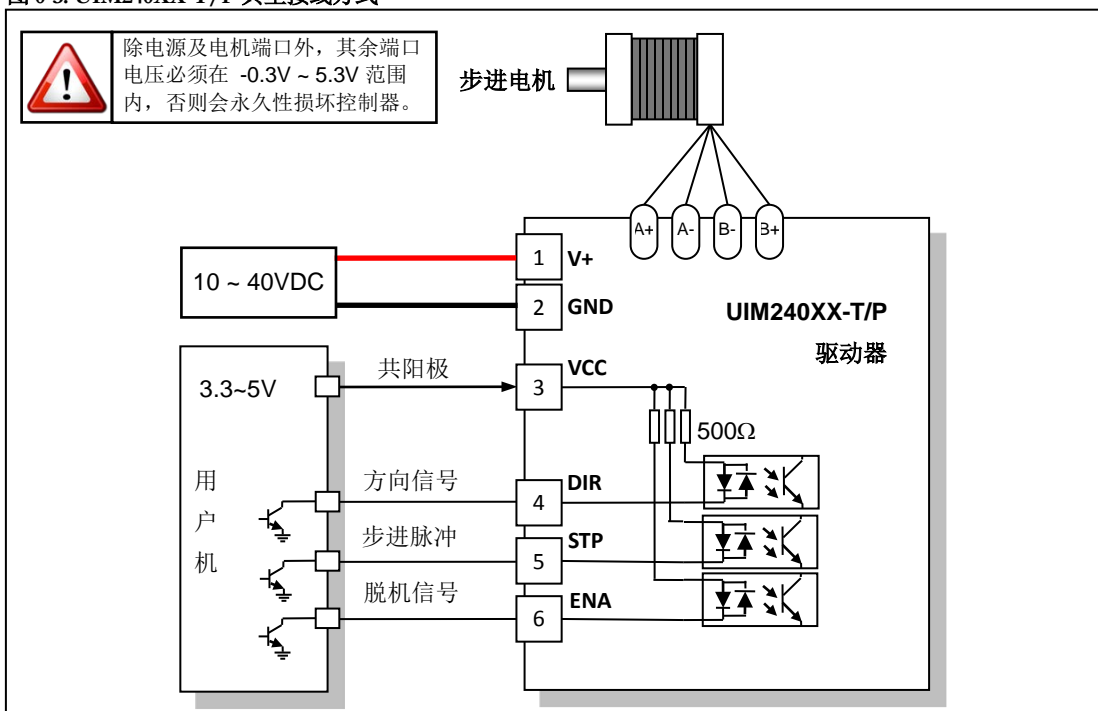 除电源及电机端口外，其余端口
电压必须在 -0.3V ~ 5.3V 范围
内，否则会永久性损坏控制器。
步进电机
A+ A- B- B+
10 ~ 40VDC
1 V+
2 GND
UIM240XX-T/P
驱动器
3.3~5V
共阳极
3 VCC
500Ω
用户机
方向信号
4 DIR
步进脉冲
5 STP
脱机信号
6 ENA